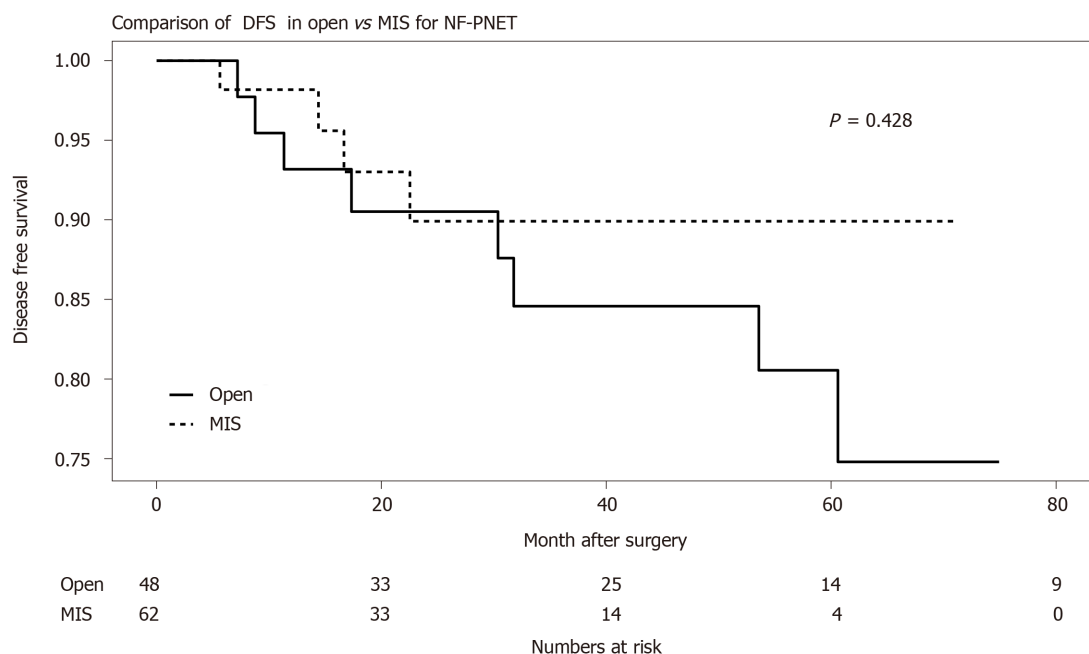 Comparison of DFS in open vs MIS for NF-PNET
1.00
0.95
0.90
0.85
0.80
0.75
Disease free survival
P = 0.428
Open
MIS
0 20 40 60 80
Month after surgery
Open 48 33 25 14 9
MIS 62 33 14 4 0
Numbers at risk